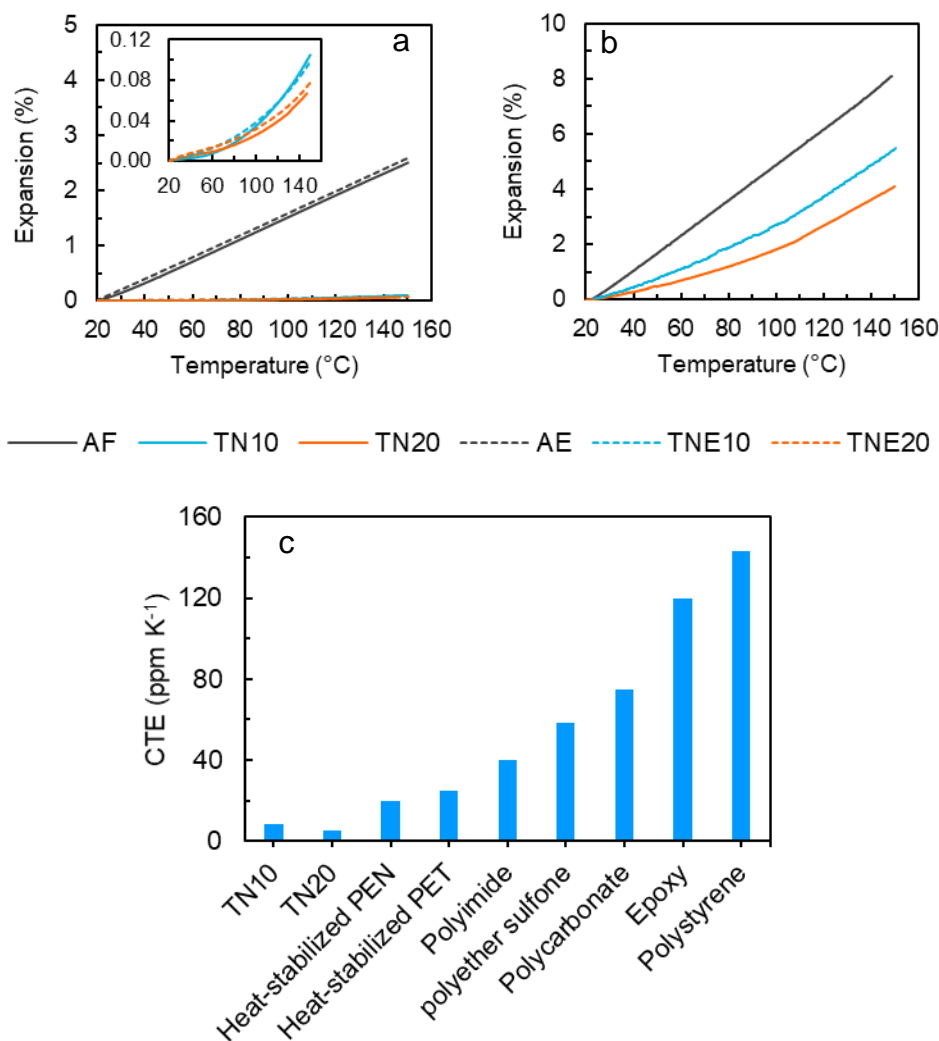 a
5
4
3
2
1
0
Expansion (%)
0.12
0.08
0.04
0.00
20 60 100 140
20 40 60 80 100 120 140 160
Temperature (°C)
b
10
8
6
4
2
0
Expansion (%)
20 40 60 80 100 120 140 160
Temperature (°C)
AF TN10 TN20 AE TNE10 TNE20
c
160
120
80
40
0
CTE (ppm K⁻¹)
TN10
TN20
Heat-stabilized PEN
Heat-stabilized PET
Polyimide
polyether sulfone
Polycarbonate
Epoxy
Polystyrene